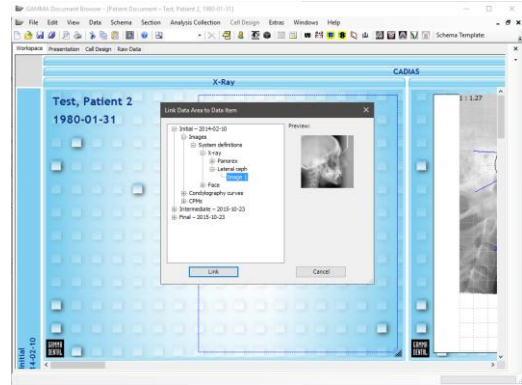 GAMMA Document Browser - [Patient Document - Test, Patient 2, 1980-01-31]
File Edit View Data Schema Section Analysis Collection Cell Design Extras Windows Help
Schema Template
Workspace Presentation Cell Design Raw Data
CADIAS
X-Ray
Test, Patient 2
1980-01-31
1 : 1.27
Link Data Area to Data Item
Preview:
Initial - 2014-02-10
Images
System definitions
X-ray
Panorex
Lateral ceph
Image 1
Face
Condylography curves
CPMs
Intermediate - 2015-10-23
Final - 2015-10-23
Link Cancel
Initial
14-02-10
GAMMA
DENTAL
GAMMA
DENTAL